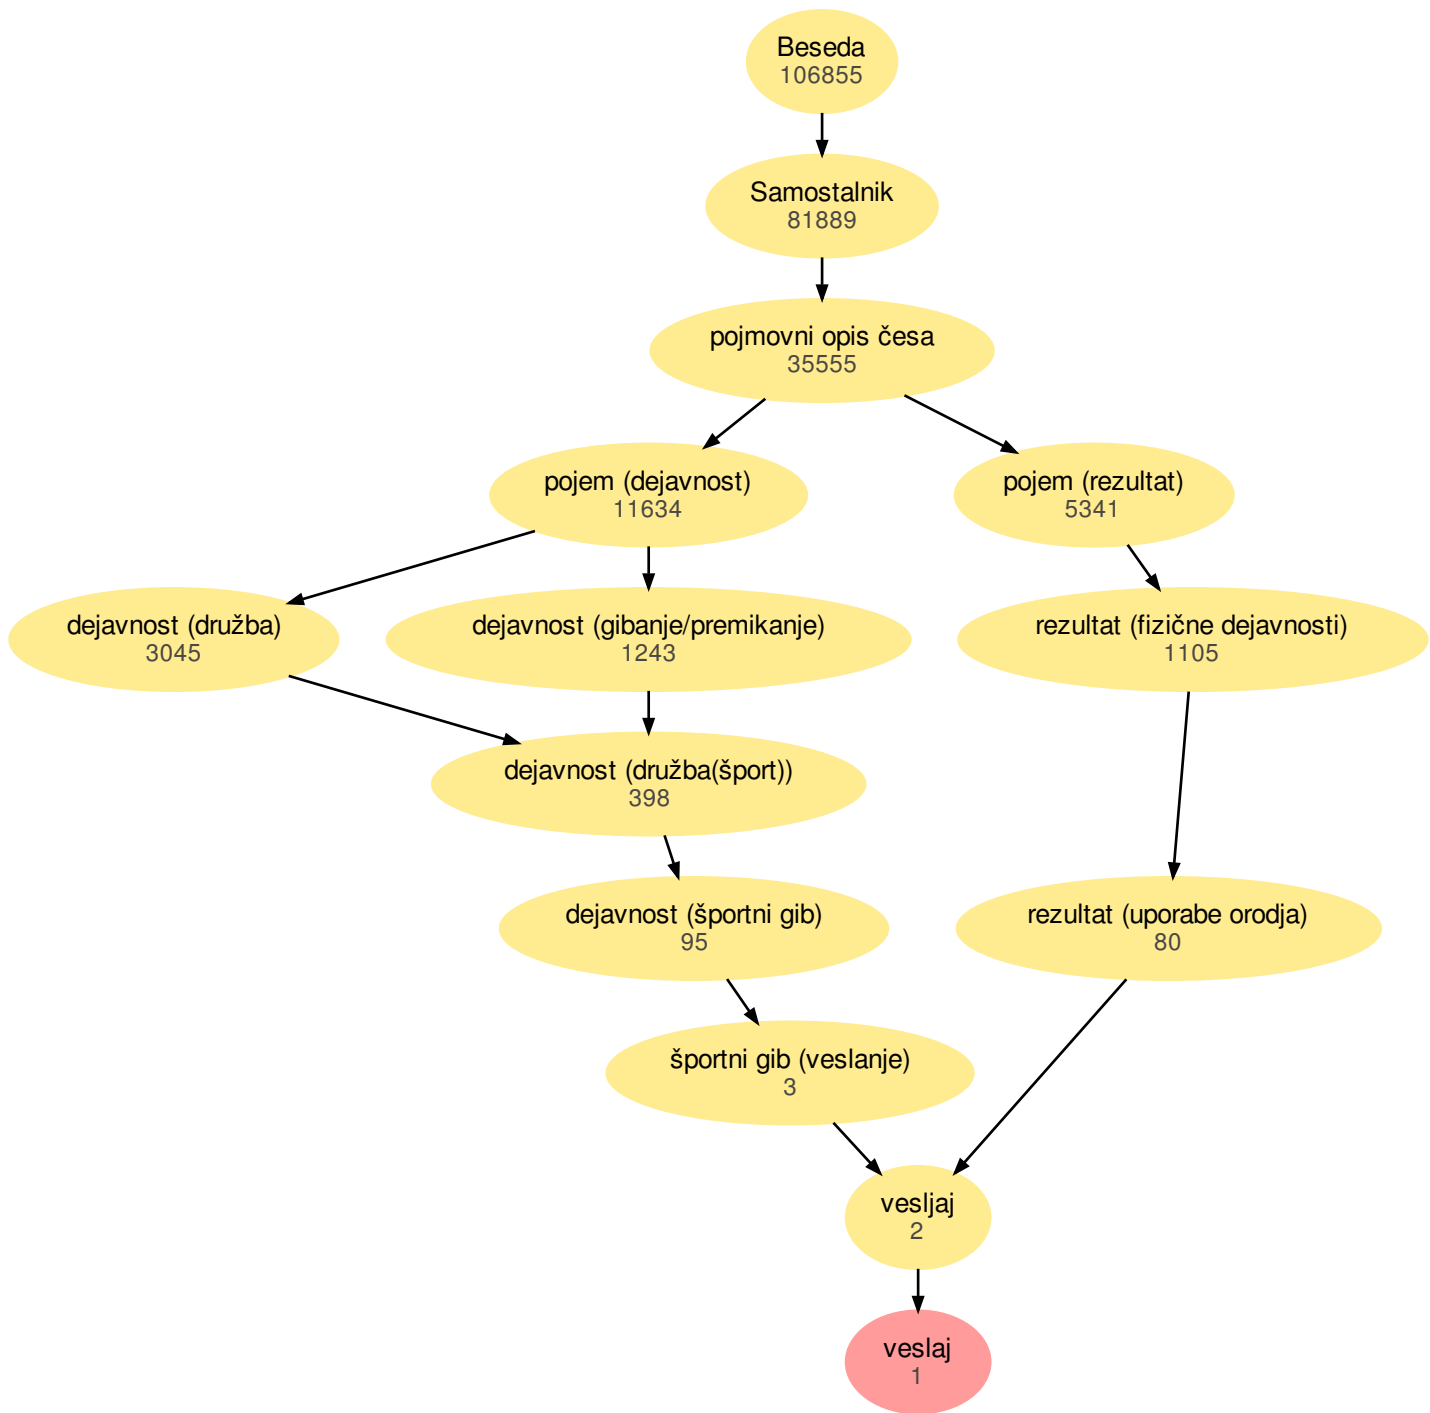 Beseda
106855
Samostalnik
81889
pojmovni opis česa
35555
pojem (dejavnost)
11634
pojem (rezultat)
5341
dejavnost (družba)
3045
dejavnost (gibanje/premikanje)
1243
rezultat (fizične dejavnosti)
1105
dejavnost (družba(šport))
398
dejavnost (športni gib)
95
rezultat (uporabe orodja)
80
športni gib (veslanje)
3
vesljaj
2
veslaj
1